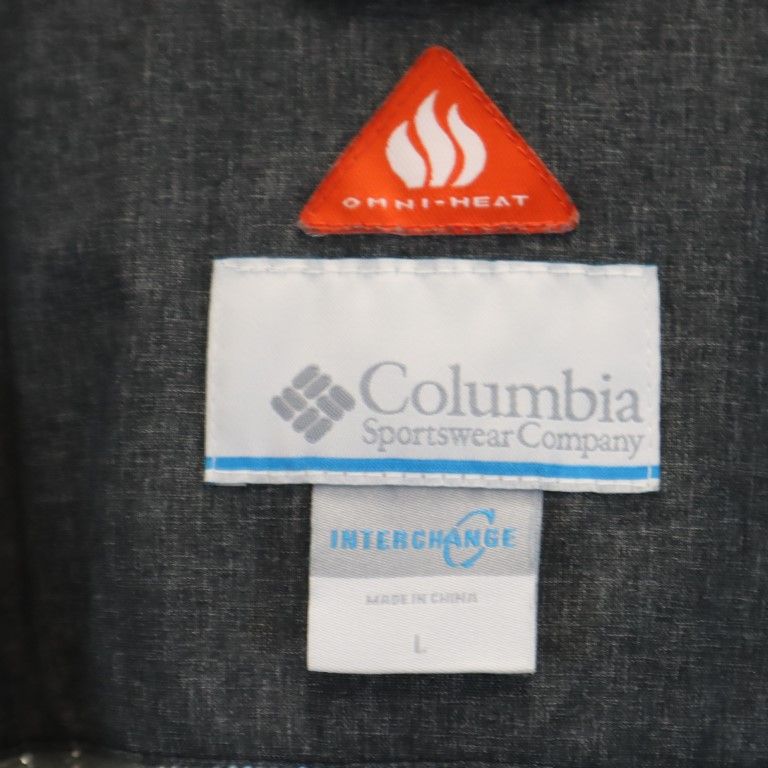 OMNI-HEAT
Columbia
Sportswear Company
INTERCHANGE
MADE IN CHINA
L